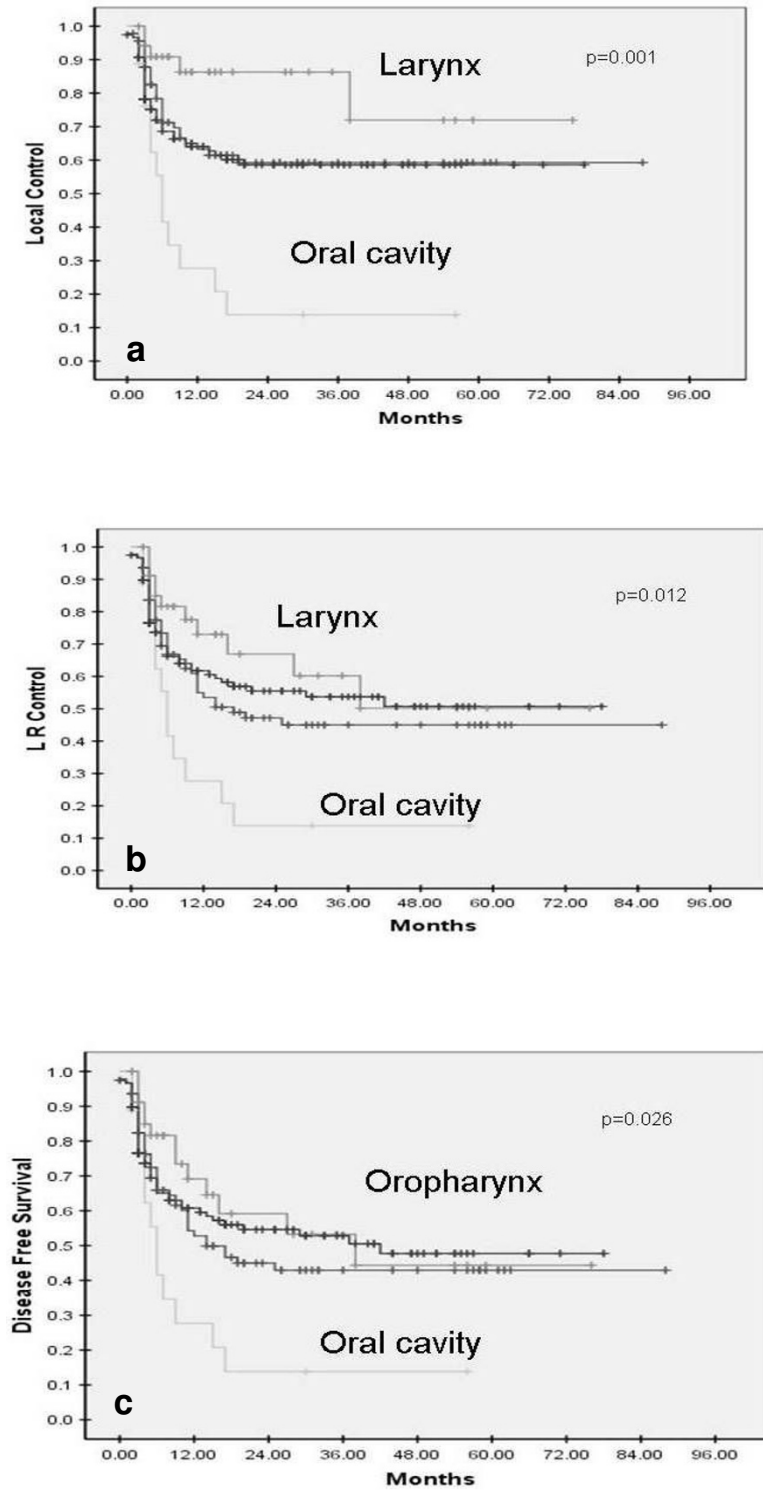 1.0
0.9
0.8
0.7
0.6
0.5
0.4
0.3
0.2
0.1
0.0
Local Control
Larynx
p=0.001
Oral cavity
a
0.00 12.00 24.00 36.00 48.00 60.00 72.00 84.00 96.00
Months
1.0
0.9
0.8
0.7
0.6
0.5
0.4
0.3
0.2
0.1
0.0
L R Control
p=0.012
Larynx
Oral cavity
b
0.00 12.00 24.00 36.00 48.00 60.00 72.00 84.00 96.00
Months
1.0
0.9
0.8
0.7
0.6
0.5
0.4
0.3
0.2
0.1
0.0
Disease Free Survival
p=0.026
Oropharynx
Oral cavity
c
0.00 12.00 24.00 36.00 48.00 60.00 72.00 84.00 96.00
Months